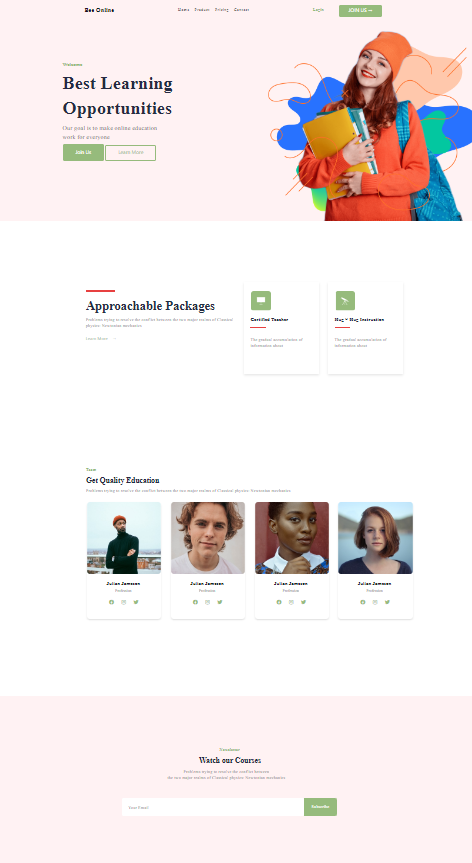 Bee Online
Home Product Pricing Contact
Login
JOIN US
Welcomes
Best Learning
Opportunities
Our goal is to make online education
work for everyone
Join Us
Learn More
Approachable Packages
Problems trying to resolve the conflict between the two major realms of Classical
physics: Newtonian mechanics
Learn More
Certified Teacher
The gradual accumulation of
information about
Instruction
The gradual accumulation of
information about
Team
Get Quality Education
Problems trying to resolve the conflict between the two major realms of Classical physics: Newtonian mechanics
Julian Jameson
Profession
Julian Jameson
Profession
Julian Jameson
Profession
Julian Jameson
Profession
Newsletter
Watch our Courses
Problems trying to resolve the conflict between
the two major realms of Classical physics: Newtonian mechanics
Your Email
Subscribe